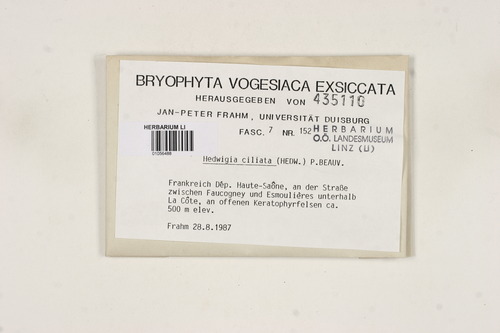 BRYOPHYTA VOGESIACA EXSICCATA
HERAUSGEGEBEN VON 435110
JAN-PETER FRAHM, UNIVERSITÄT DUISBURG
FASC. 7 NR. 152
HERBARIUM
O.Ö. LANDESMUSEUM
LINZ (LI)
HERBARIUM LI
01056488
Hedwigia ciliata (HEDW.) P.BEAUV.
Frankreich Dêp. Haute-Saône, an der Straße
zwischen Faucogney und Esmouliéres unterhalb
La Côte, an offenen Keratophyrfelsen ca.
500 m elev.
Frahm 28.8.1987